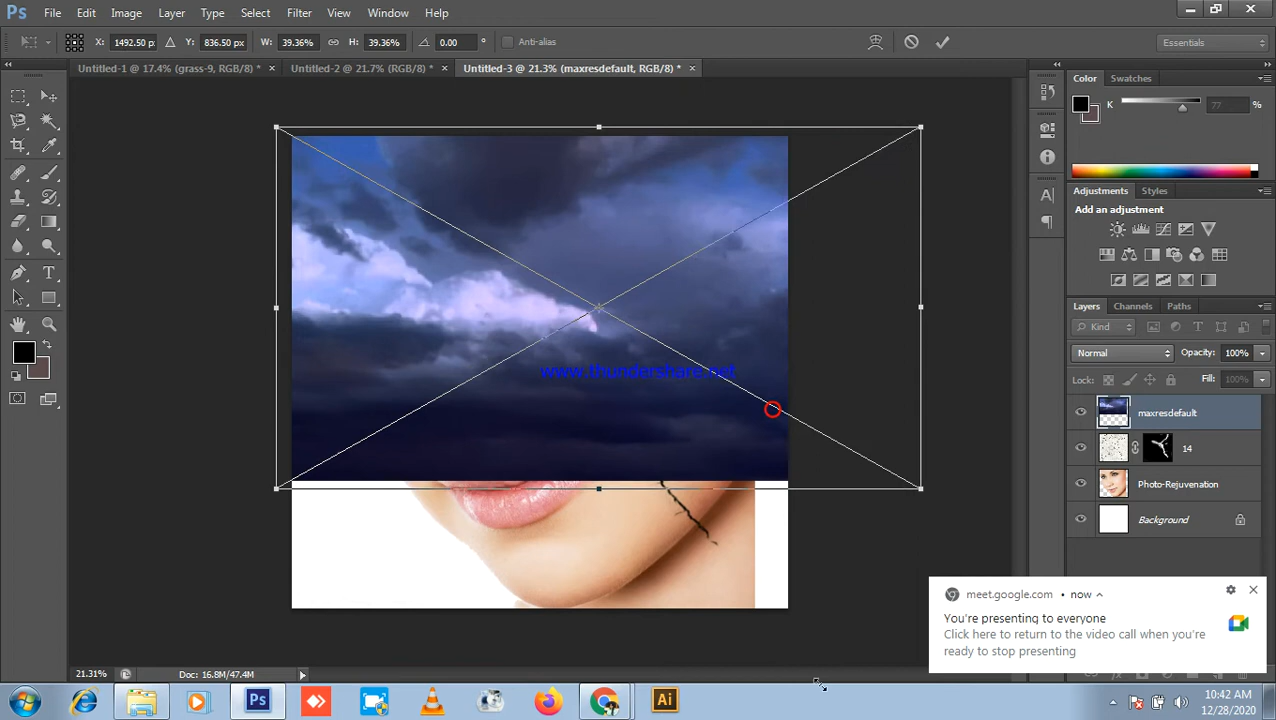 Ps File Edit Image Layer Type Select Filter View Window Help
X: 1492.50 px Y: 836.50 px W: 39.36% H: 39.36% 0.00 ° Anti-alias Essentials
Untitled-1 @ 17.4% (grass-9, RGB/8) * × Untitled-2 @ 21.7% (RGB/8) * × Untitled-3 @ 21.3% (maxresdefault, RGB/8) * ×
Color Swatches
K 77 %
Adjustments Styles
Add an adjustment
Layers Channels Paths
Kind
Normal Opacity: 100%
Lock: Fill: 100%
maxresdefault
14
Photo-Rejuvenation
Background
www.thundershare.net
meet.google.com • now
You're presenting to everyone
Click here to return to the video call when you're
ready to stop presenting
21.31% Doc: 16.8M/47.4M
Ps Ai
10:42 AM
12/28/2020